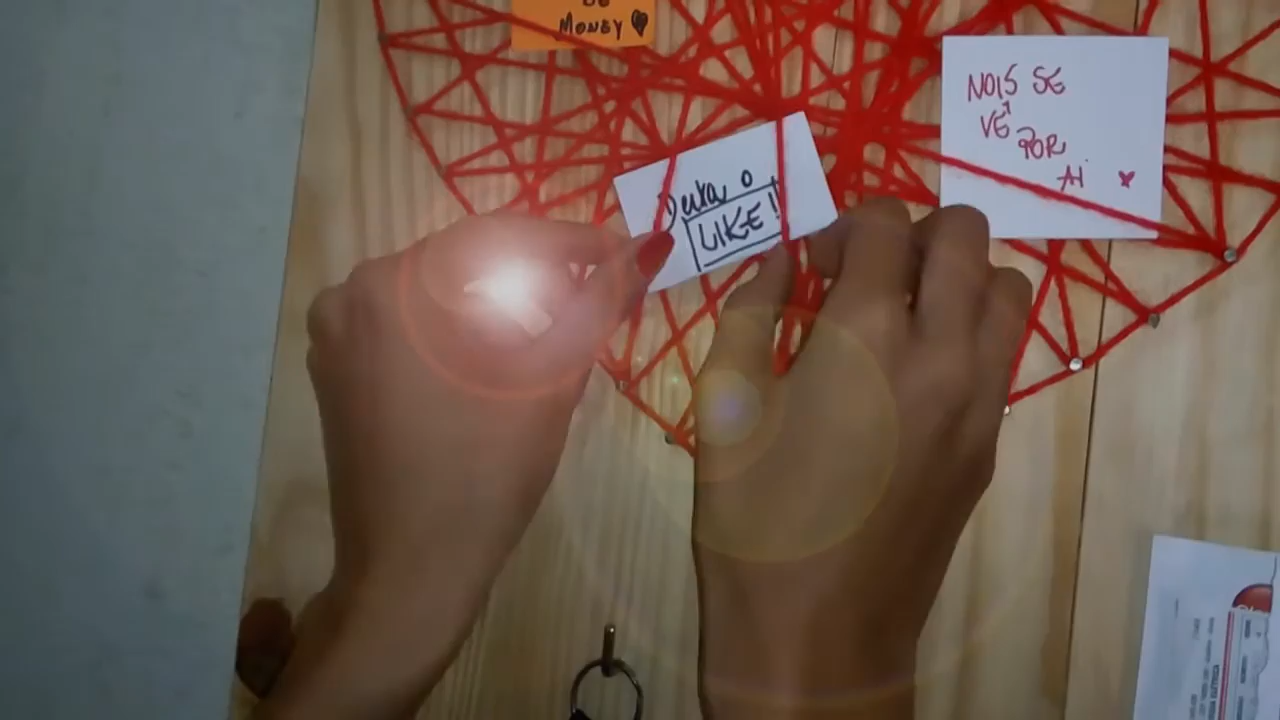 MONEY
Deixa o
LIKE!
NOIS SE
VÊ
POR
AÍ